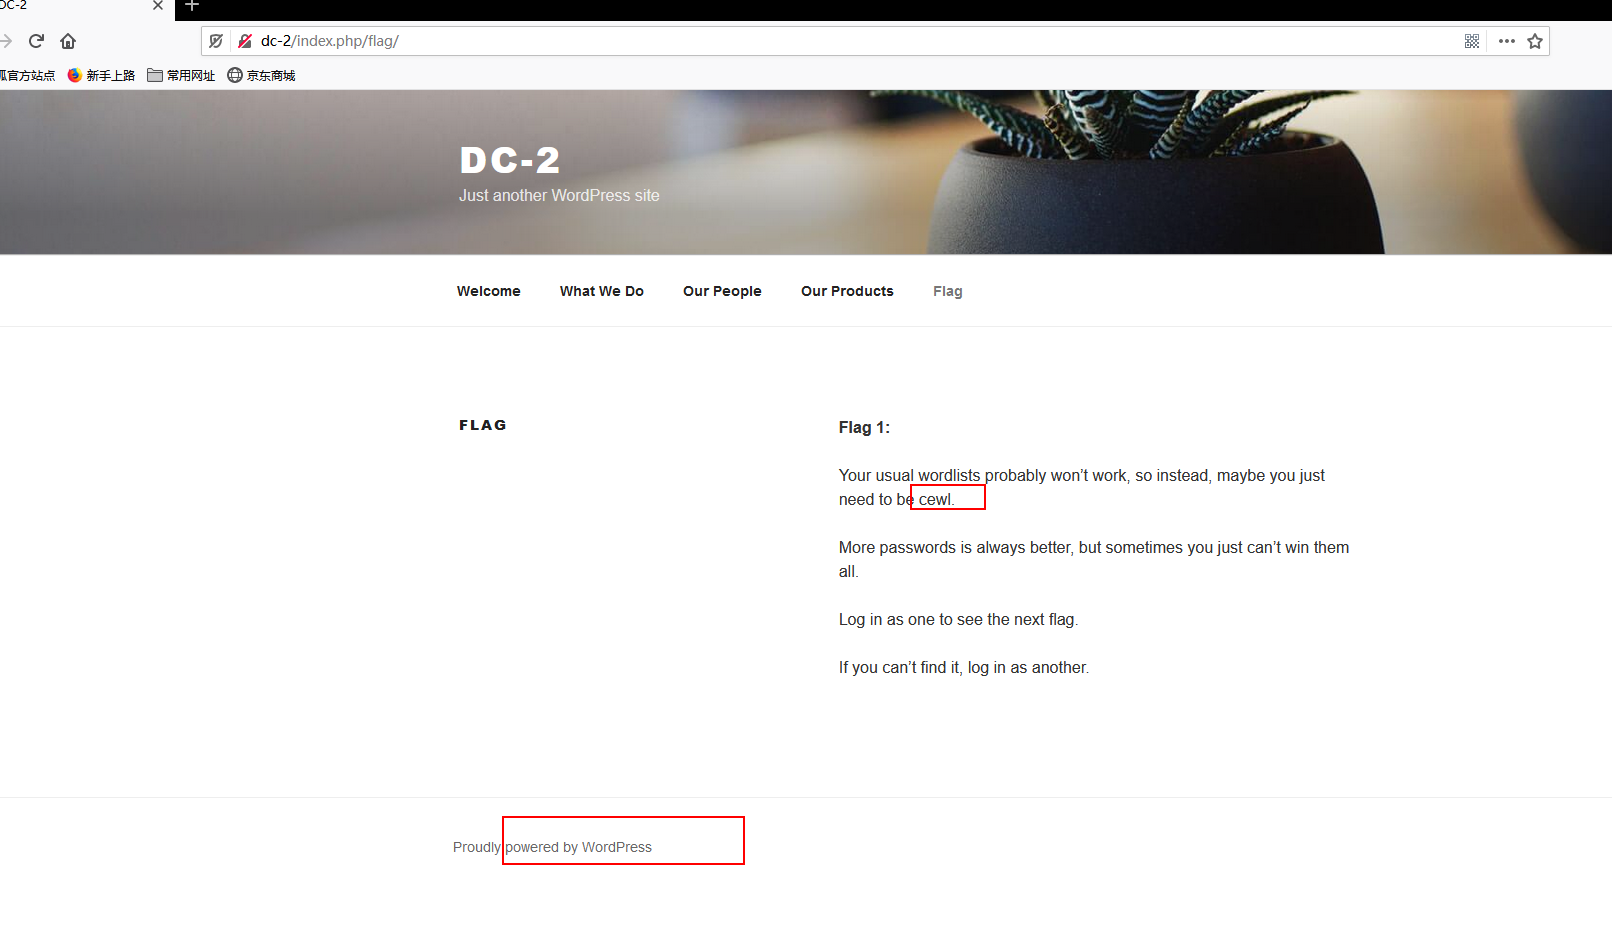 DC-2
dc-2/index.php/flag/
官方站点 新手上路 常用网址 京东商城
DC-2
Just another WordPress site
Welcome What We Do Our People Our Products Flag
FLAG
Flag 1:
Your usual wordlists probably won’t work, so instead, maybe you just
need to be cewl.
More passwords is always better, but sometimes you just can’t win them
all.
Log in as one to see the next flag.
If you can’t find it, log in as another.
Proudly powered by WordPress